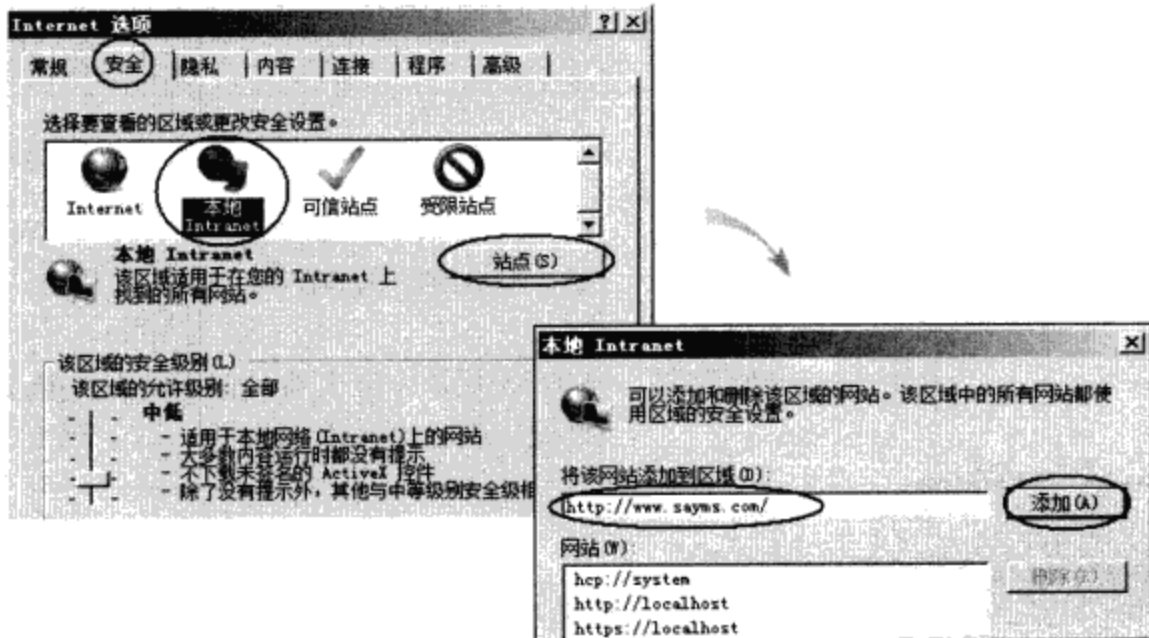 Internet 选项
常规 安全 隐私 内容 连接 程序 高级
选择要查看的区域或更改安全设置。
Internet 本地 Intranet 可信站点 受限站点
本地 Intranet
该区域适用于在您的 Intranet 上
找到的所有网站。
站点(S)
该区域的安全级别(L)
该区域的允许级别: 全部
中低
- 适用于本地网络(Intranet)上的网站
- 大多数内容运行时都没有提示
- 不下载未签名的 ActiveX 控件
- 除了没有提示外，其他与中等级别安全级相
本地 Intranet
可以添加和删除该区域的网站。该区域中的所有网站都使
用区域的安全设置。
将该网站添加到区域(D):
http://www.sayms.com/
添加(A)
网站(W):
hcp://system
http://localhost
https://localhost
删除(R)